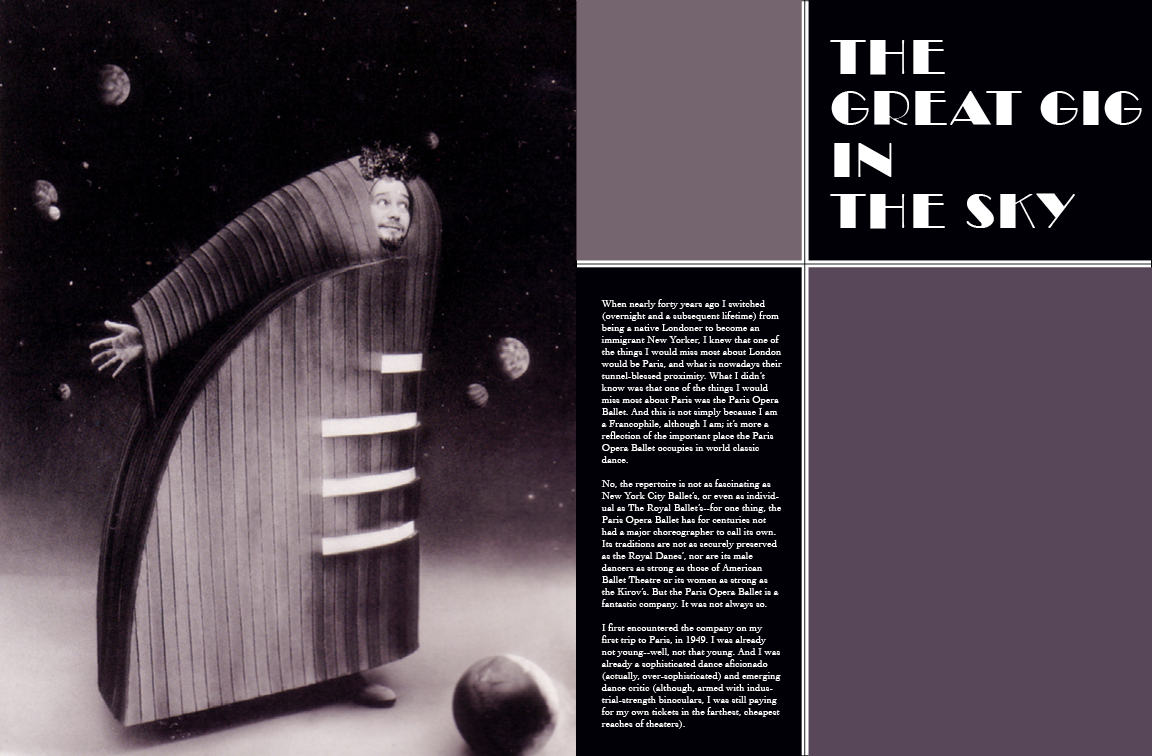 THE
GREAT GIG
IN
THE SKY
When nearly forty years ago I switched
(overnight and a subsequent lifetime) from
being a native Londoner to become an
immigrant New Yorker, I knew that one of
the things I would miss most about London
would be Paris, and what is nowadays their
tunnel-blessed proximity. What I didn't
know was that one of the things I would
miss most about Paris was the Paris Opera
Ballet. And this is not simply because I am
a Francophile, although I am; it's more a
reflection of the important place the Paris
Opera Ballet occupies in world classic
dance.
No, the repertoire is not as fascinating as
New York City Ballet's, or even as individ-
ual as The Royal Ballet's--for one thing, the
Paris Opera Ballet has for centuries not
had a major choreographer to call its own.
Its traditions are not as securely preserved
as the Royal Danes', nor are its male
dancers as strong as those of American
Ballet Theatre or its women as strong as
the Kirov's. But the Paris Opera Ballet is a
fantastic company. It was not always so.
I first encountered the company on my
first trip to Paris, in 1949. I was already
not young--well, not that young. And I was
already a sophisticated dance aficionado
(actually, over-sophisticated) and emerging
dance critic (although, armed with indus-
trial-strength binoculars, I was still paying
for my own tickets in the farthest, cheapest
reaches of theaters).